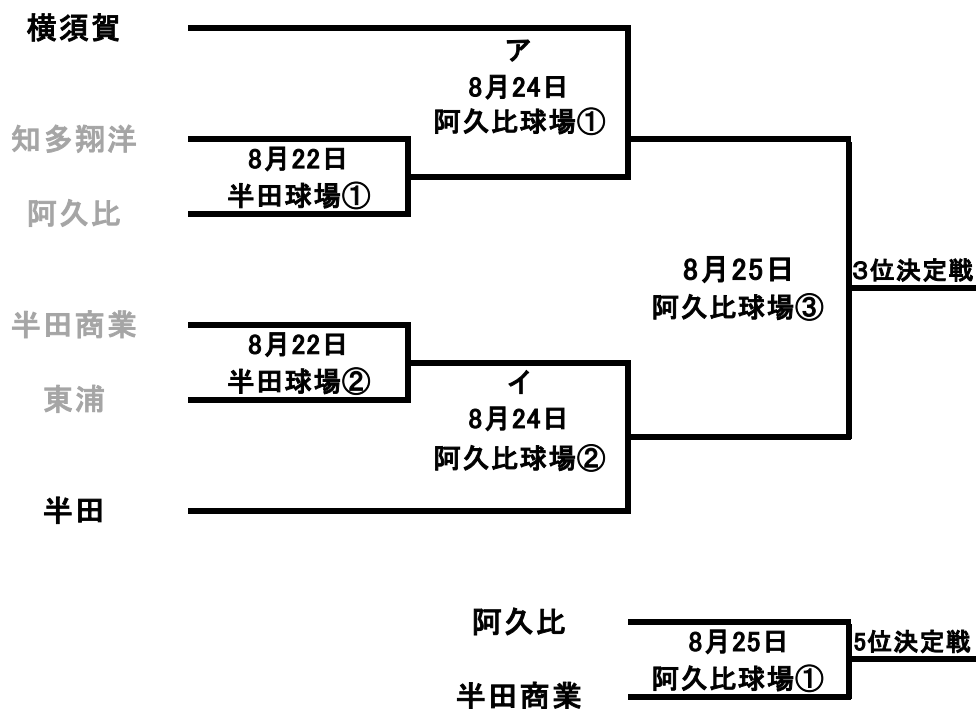 横須賀
ア
8月24日
阿久比球場①
知多翔洋
8月22日
半田球場①
阿久比
8月25日
3位決定戦
阿久比球場③
半田商業
8月22日
半田球場②
東浦
イ
8月24日
阿久比球場②
半田
阿久比
8月25日
5位決定戦
阿久比球場①
半田商業